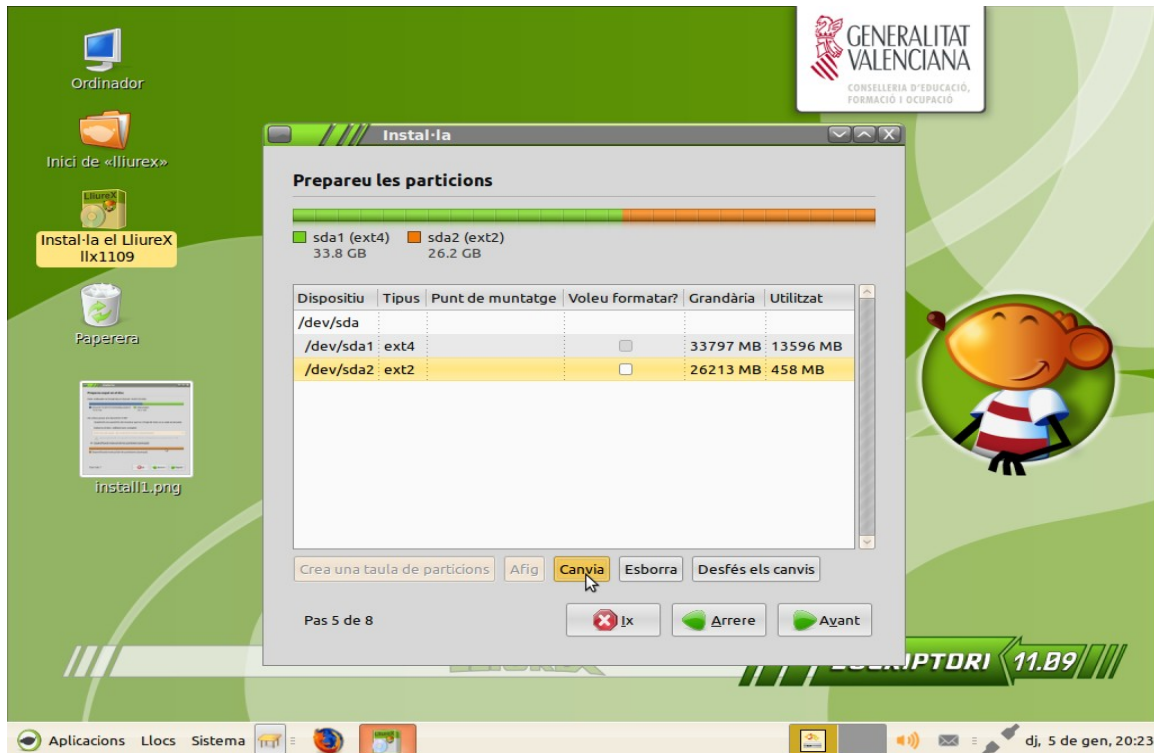 GENERALITAT
VALENCIANA
CONSELLERIA D'EDUCACIÓ,
FORMACIÓ I OCUPACIÓ
Ordinador
Inici de «lliurex»
LliureX
Instal·la el LliureX
llx1109
Paperera
install1.png
Instal·la
Prepareu les particions
sda1 (ext4) sda2 (ext2)
33.8 GB 26.2 GB
Dispositiu Tipus Punt de muntatge Voleu formatar? Grandària Utilitzat
/dev/sda
/dev/sda1 ext4 33797 MB 13596 MB
/dev/sda2 ext2 26213 MB 458 MB
Crea una taula de particions Afig Canvia Esborra Desfés els canvis
Pas 5 de 8 Ix Arrere Avant
11.09
Aplicacions Llocs Sistema dj, 5 de gen, 20:23